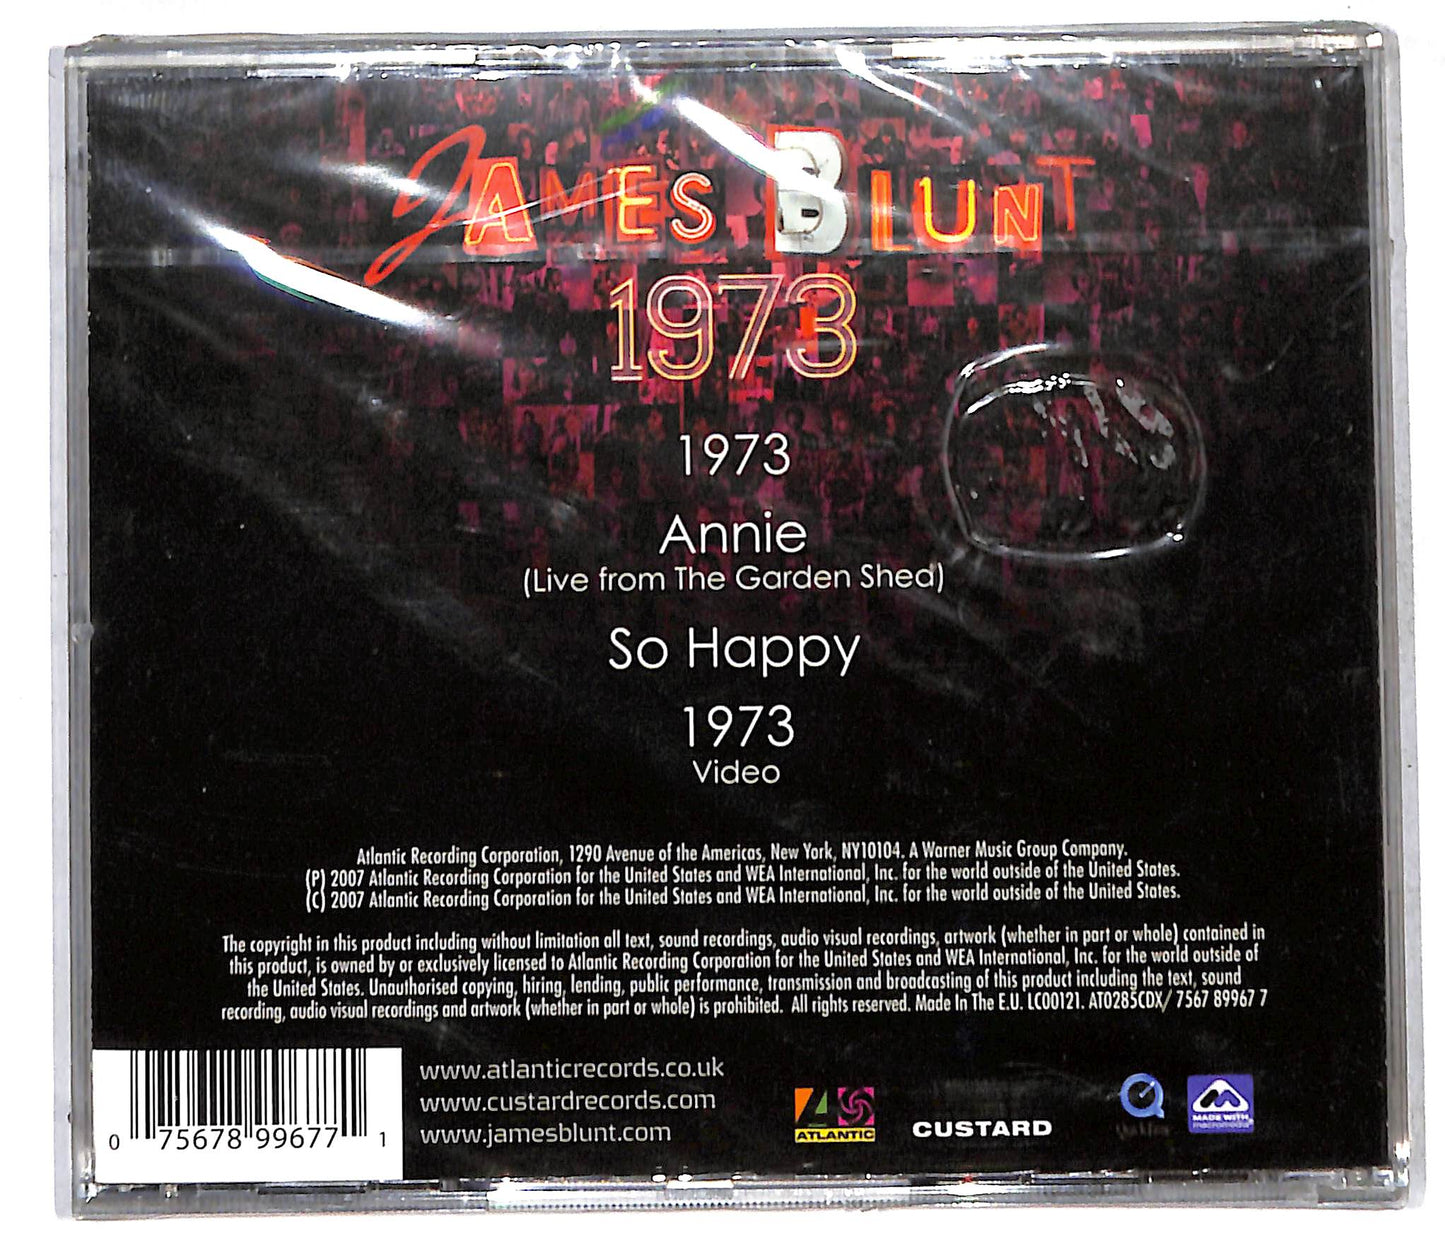 JAMES BLUNT
1973
1973
Annie
(Live from The Garden Shed)
So Happy
1973
Video
Atlantic Recording Corporation, 1290 Avenue of the Americas, New York, NY10104. A Warner Music Group Company.
(P) 2007 Atlantic Recording Corporation for the United States and WEA International, Inc. for the world outside of the United States.
(C) 2007 Atlantic Recording Corporation for the United States and WEA International, Inc. for the world outside of the United States.
The copyright in this product including without limitation all text, sound recordings, audio visual recordings, artwork (whether in part or whole) contained in
this product, is owned by or exclusively licensed to Atlantic Recording Corporation for the United States and WEA International, Inc. for the world outside of
the United States. Unauthorised copying, hiring, lending, public performance, transmission and broadcasting of this product including the text, sound
recording, audio visual recordings and artwork (whether in part or whole) is prohibited. All rights reserved. Made In The E.U. LC00121. AT0285CDX/ 7567 89967 7
www.atlanticrecords.co.uk
www.custardrecords.com
www.jamesblunt.com
0 75678 99677 1
ATLANTIC
CUSTARD
QuickTime
MADE WITH
macromedia